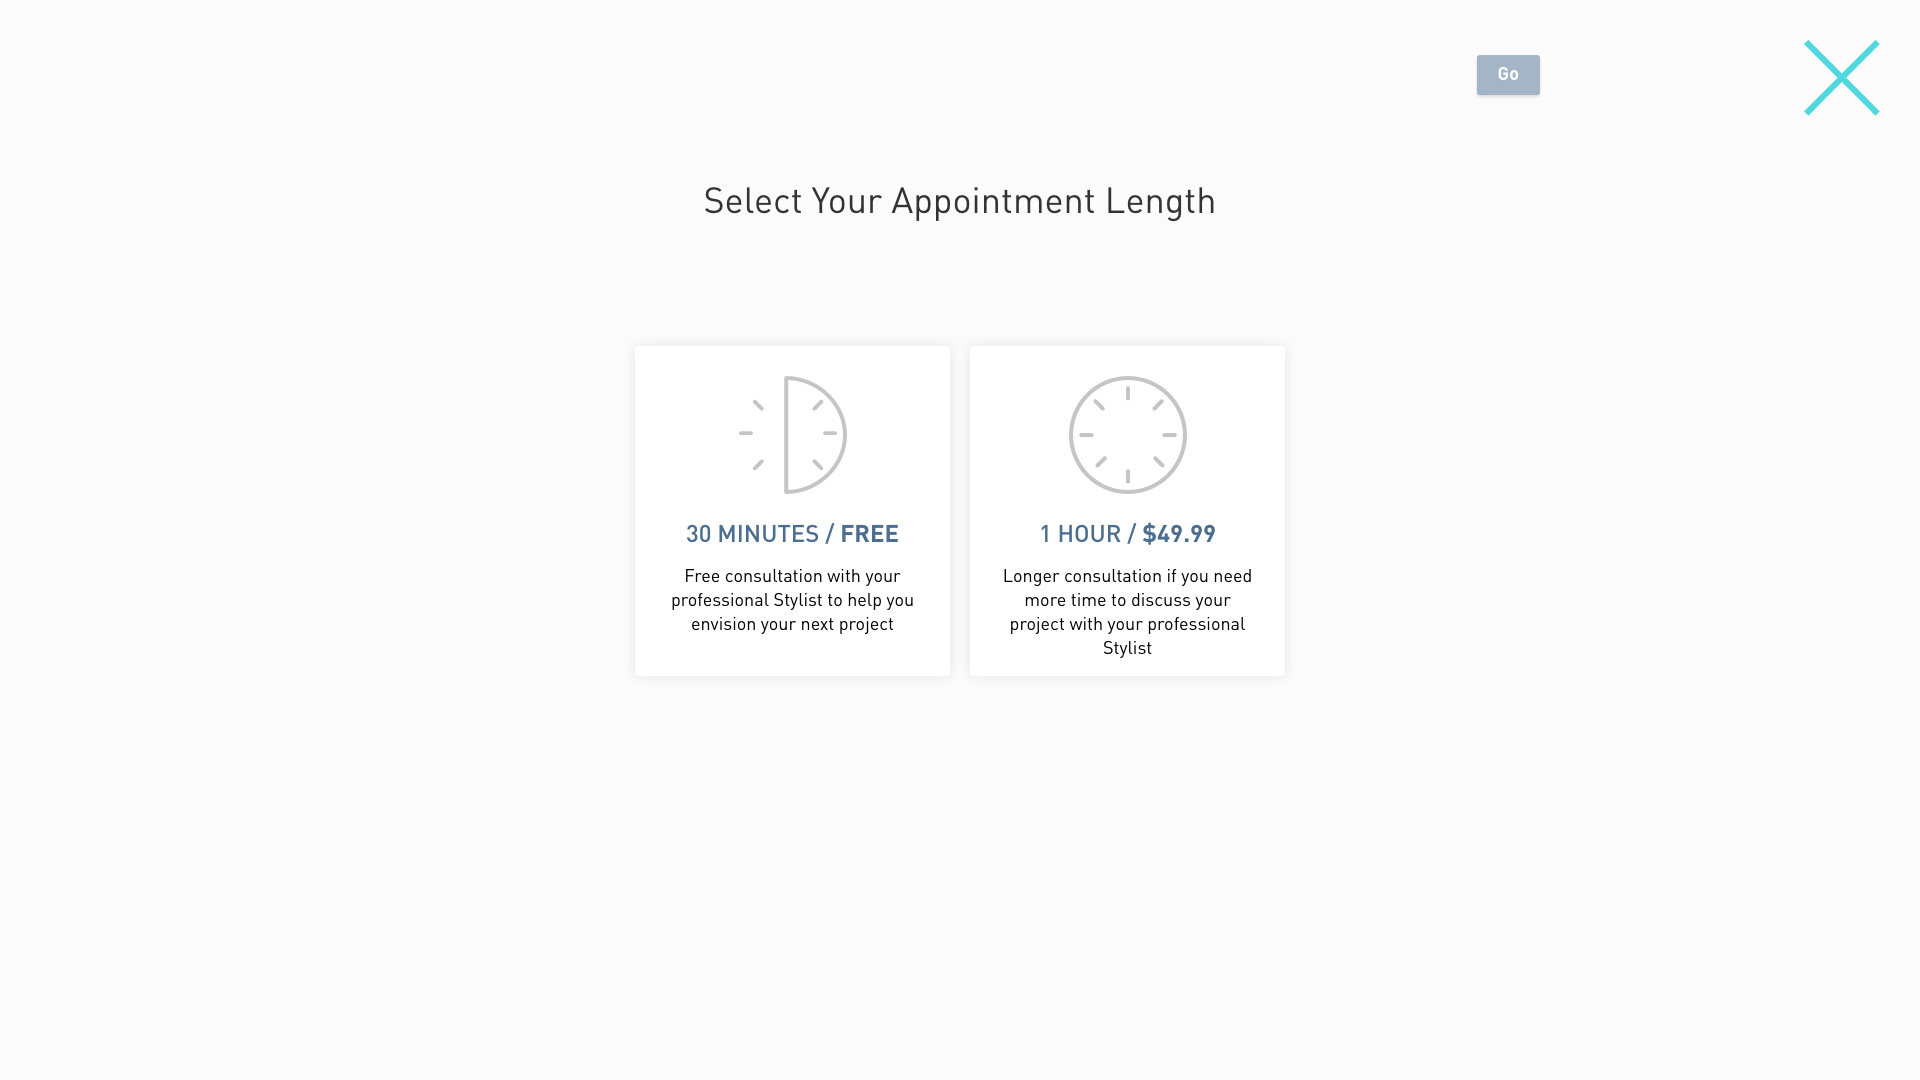 Go
Select Your Appointment Length
30 MINUTES / FREE
Free consultation with your
professional Stylist to help you
envision your next project
1 HOUR / $49.99
Longer consultation if you need
more time to discuss your
project with your professional
Stylist